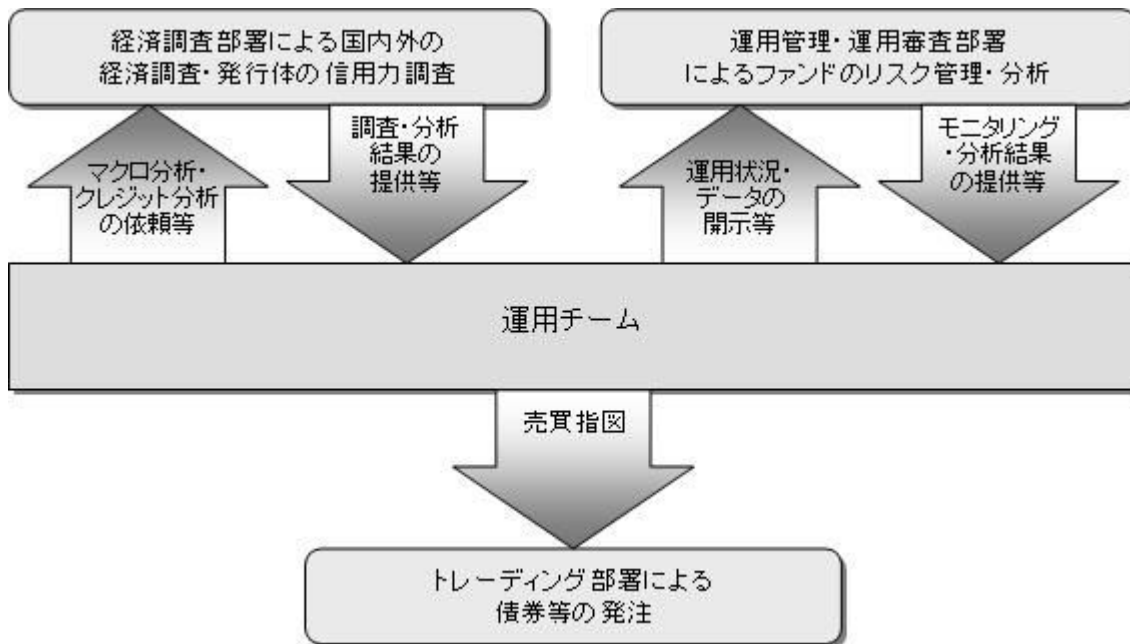 経済調査部署による国内外の
経済調査・発行体の信用力調査
運用管理・運用審査部署
によるファンドのリスク管理・分析
マクロ分析・
クレジット分析
の依頼等
調査・分析
結果の
提供等
運用状況・
データの
開示等
モニタリング
・分析結果
の提供等
運用チーム
売買指図
トレーディング部署による
債券等の発注